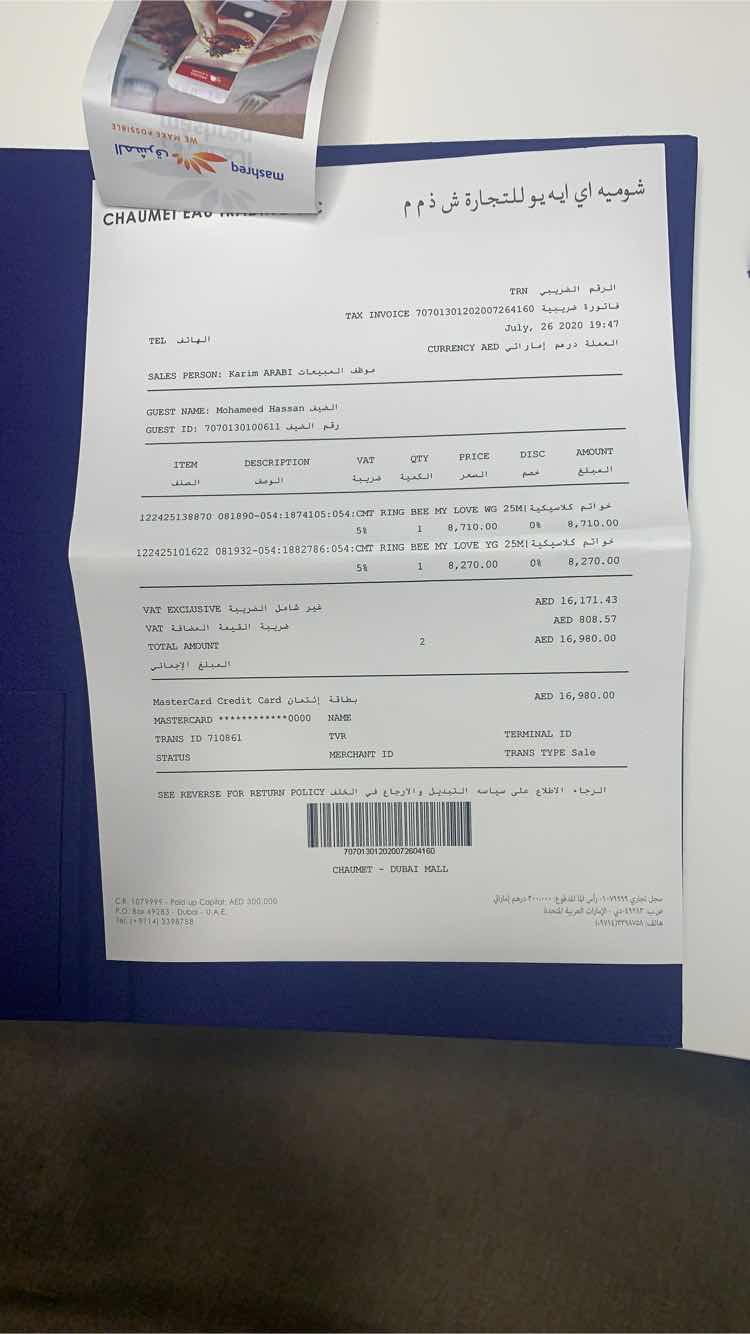 WE MAKE POSSIBLE
المشرق mashreq
CHAUMET EAU
شوميه اي ايه يو للتجارة ش ذ م م
TRN الرقم الضريبي
TAX INVOICE 70701301202007264160 فاتورة ضريبية
July, 26 2020 19:47
TEL الهاتف
CURRENCY AED العملة درهم إماراتي
SALES PERSON: Karim ARABI موظف المبيعات
GUEST NAME: Mohameed Hassan الضيف
GUEST ID: 7070130100611 رقم الضيف
ITEM DESCRIPTION VAT QTY PRICE DISC AMOUNT
الصنف الوصف ضريبة الكمية السعر خصم المبلغ
122425138870 081890-054:1874105:054:CMT RING BEE MY LOVE WG 25M|خواتم كلاسيكية
5% 1 8,710.00 0% 8,710.00
122425101622 081932-054:1882786:054:CMT RING BEE MY LOVE YG 25M|خواتم كلاسيكية
5% 1 8,270.00 0% 8,270.00
VAT EXCLUSIVE غير شامل الضريبة AED 16,171.43
VAT ضريبة القيمة المضافة AED 808.57
TOTAL AMOUNT 2 AED 16,980.00
المبلغ الإجمالي
MasterCard Credit Card بطاقة إئتمان AED 16,980.00
MASTERCARD ************0000 NAME
TRANS ID 710861 TVR TERMINAL ID
STATUS MERCHANT ID TRANS TYPE Sale
SEE REVERSE FOR RETURN POLICY الرجاء الاطلاع على سياسه التبديل والارجاع في الخلف
707013012020072604160
CHAUMET - DUBAI MALL
C.R. 1079999 - Paid up Capital: AED 300,000
P.O. Box 49283 - Dubai - U.A.E.
Tel: (+9714) 3398758
سجل تجاري ١٠٧٩٩٩٩ - رأس المال المدفوع: ٣٠٠،٠٠٠ درهم إماراتي
ص.ب: ٤٩٢٨٣ - دبي - الإمارات العربية المتحدة
هاتف: ٣٣٩٨٧٥٨ (٩٧١٤+)